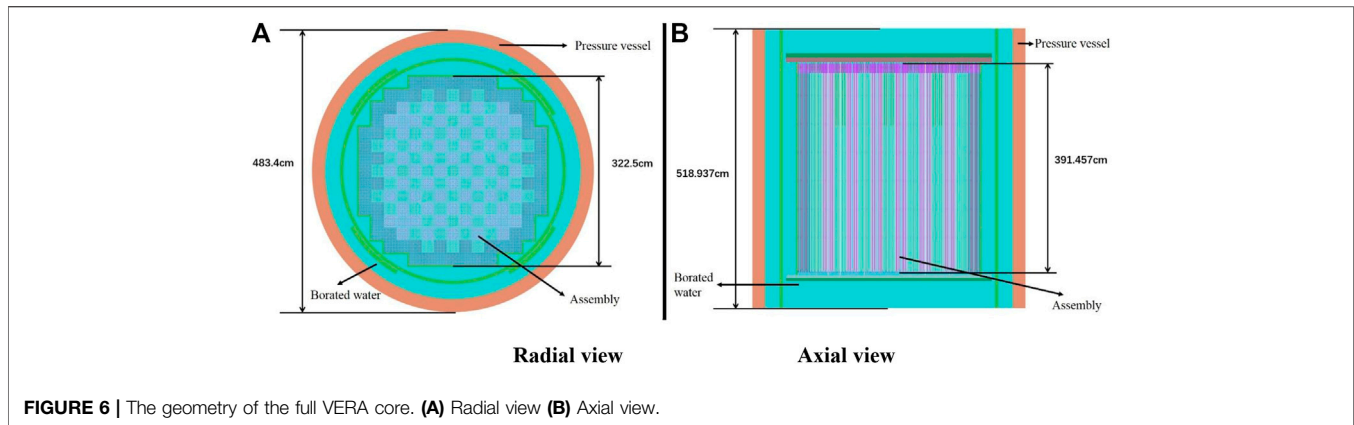 A
Pressure vessel
483.4cm
322.5cm
Borated water
Assembly
Radial view
B
Pressure vessel
518.937cm
391.457cm
Borated
water
Assembly
Axial view
FIGURE 6 | The geometry of the full VERA core. (A) Radial view (B) Axial view.